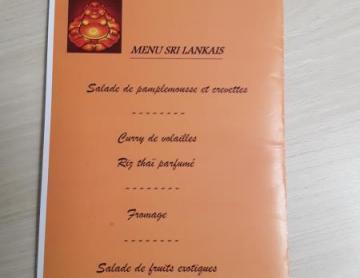 MENU SRI LANKAIS
Salade de pamplemousse et crevettes
--------
Curry de volailles
Riz thaï parfumé
--------
Fromage
--------
Salade de fruits exotiques